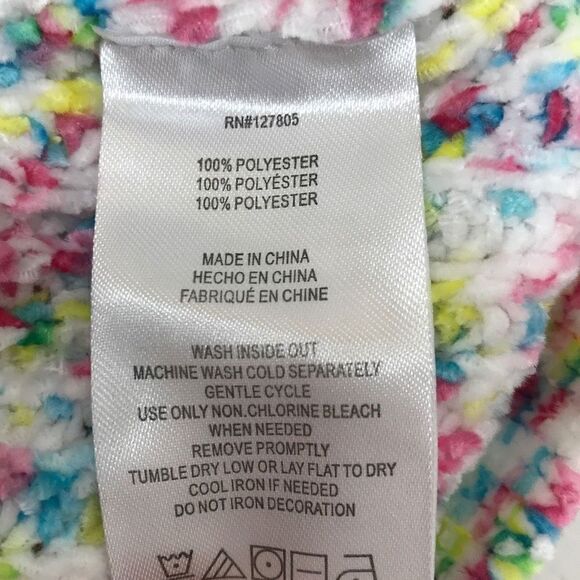 RN#127805
100% POLYESTER
100% POLYÉSTER
100% POLYESTER
MADE IN CHINA
HECHO EN CHINA
FABRIQUÉ EN CHINE
WASH INSIDE OUT
MACHINE WASH COLD SEPARATELY
GENTLE CYCLE
USE ONLY NON.CHLORINE BLEACH
WHEN NEEDED
REMOVE PROMPTLY
TUMBLE DRY LOW OR LAY FLAT TO DRY
COOL IRON IF NEEDED
DO NOT IRON DECORATION